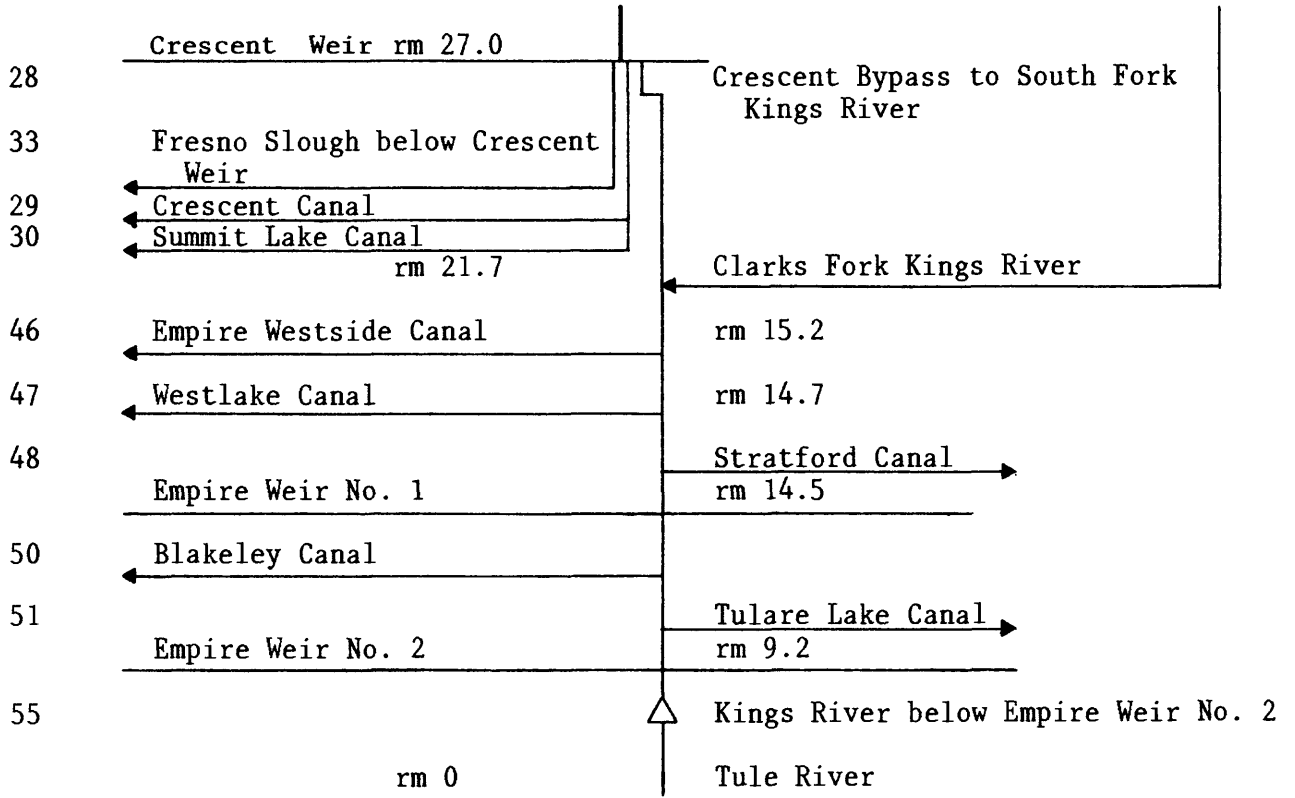 Crescent Weir rm 27.0
28 Crescent Bypass to South Fork
Kings River
33 Fresno Slough below Crescent
Weir
29 Crescent Canal
30 Summit Lake Canal
rm 21.7 Clarks Fork Kings River
46 Empire Westside Canal rm 15.2
47 Westlake Canal rm 14.7
48 Stratford Canal
Empire Weir No. 1 rm 14.5
50 Blakeley Canal
51 Tulare Lake Canal
Empire Weir No. 2 rm 9.2
55 Kings River below Empire Weir No. 2
rm 0 Tule River